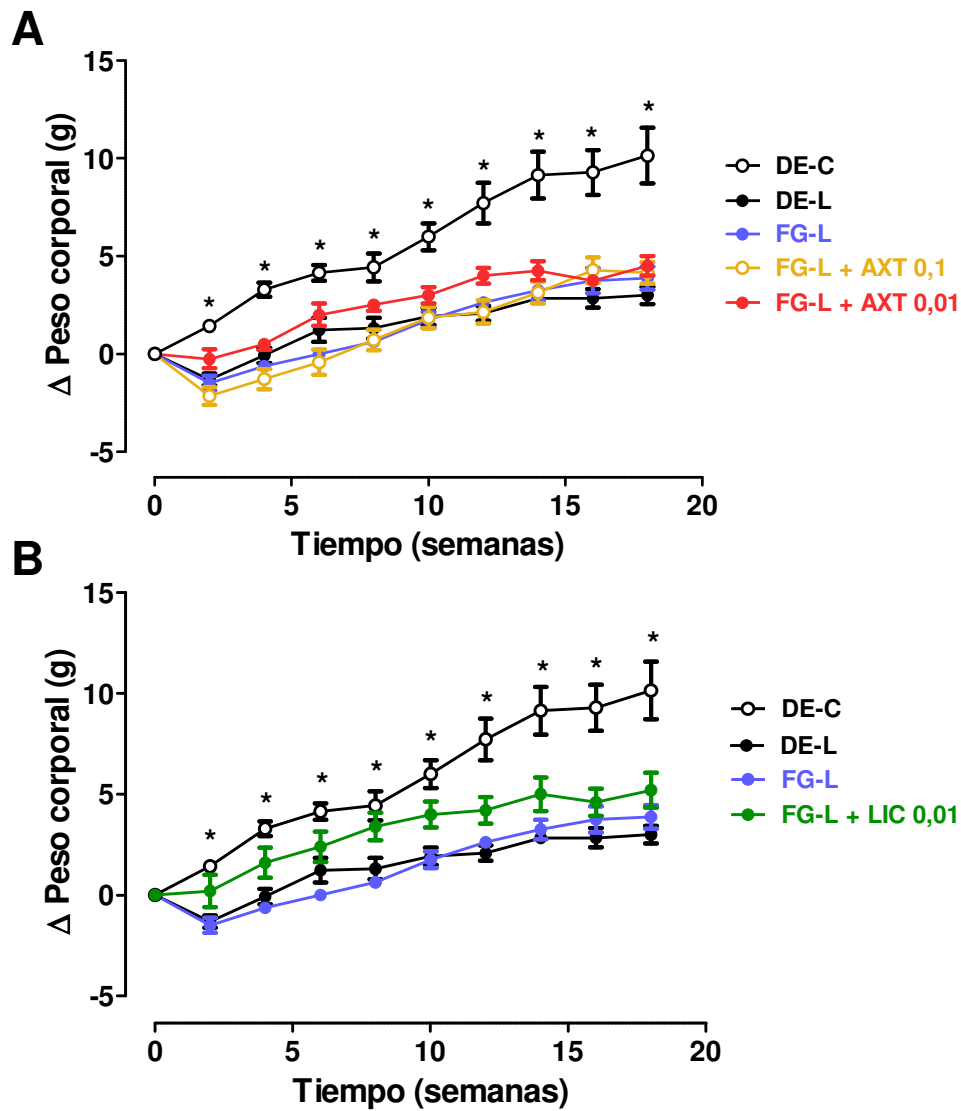 A
Δ Peso corporal (g)
15
10
5
0
-5
* * * * * * * * *
0 5 10 15 20
Tiempo (semanas)
DE-C
DE-L
FG-L
FG-L + AXT 0,1
FG-L + AXT 0,01
B
Δ Peso corporal (g)
15
10
5
0
-5
* * * * * * * * *
0 5 10 15 20
Tiempo (semanas)
DE-C
DE-L
FG-L
FG-L + LIC 0,01